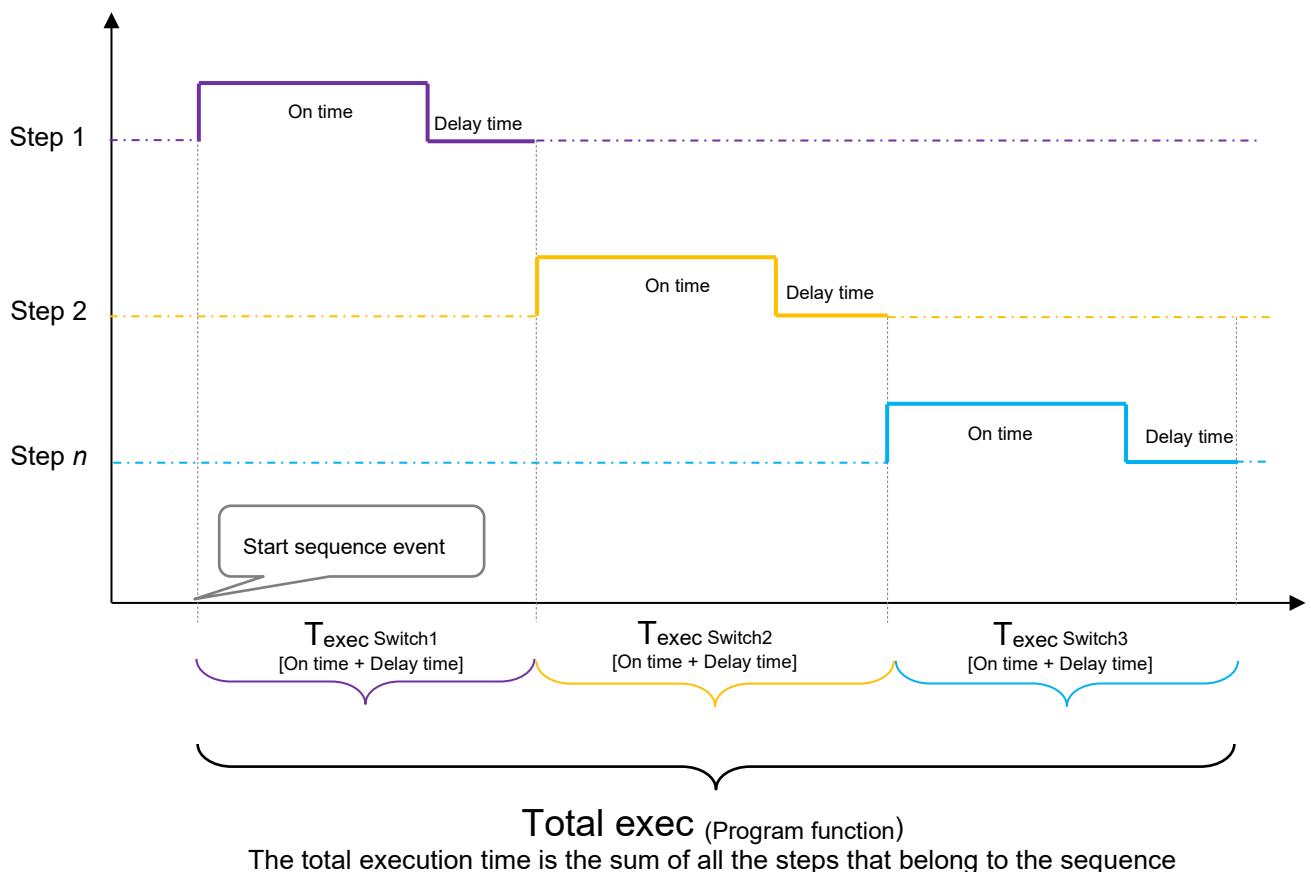 On time
Delay time
Step 1
On time
Delay time
Step 2
On time
Delay time
Step n
Start sequence event
Texec Switch1
[On time + Delay time]
Texec Switch2
[On time + Delay time]
Texec Switch3
[On time + Delay time]
Total exec (Program function)
The total execution time is the sum of all the steps that belong to the sequence